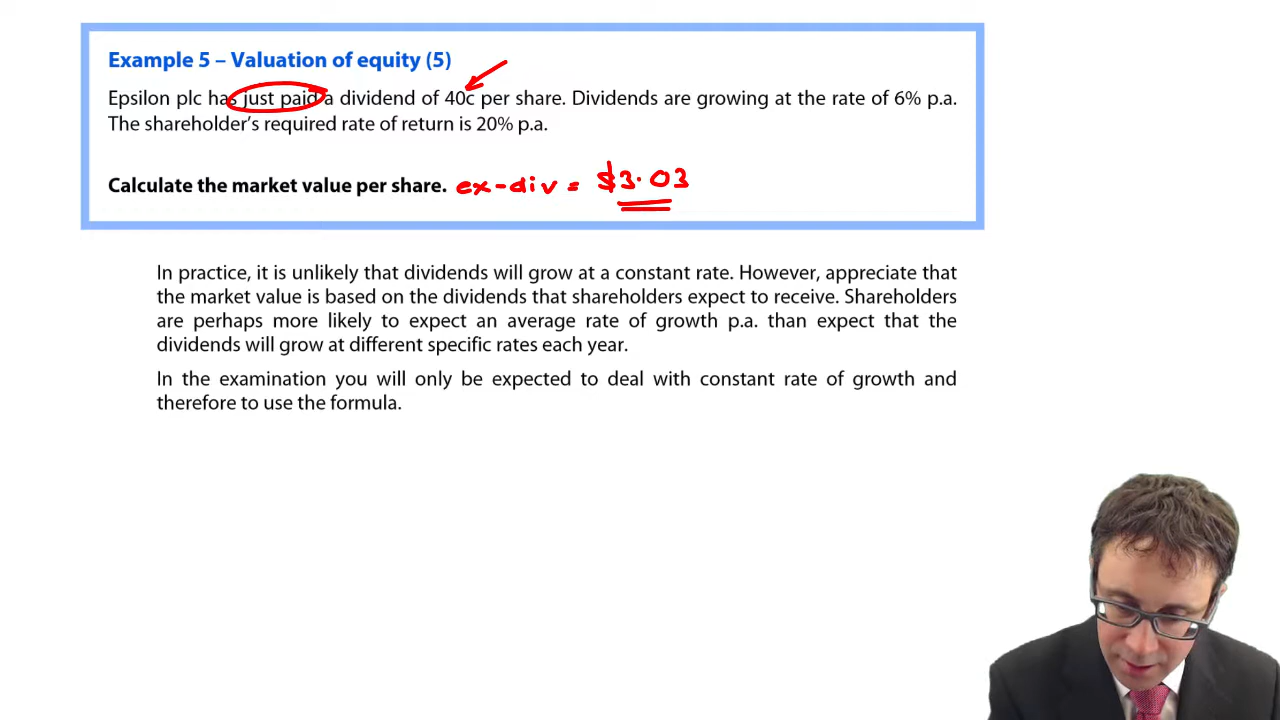 Example 5 – Valuation of equity (5)
Epsilon plc has just paid a dividend of 40c per share. Dividends are growing at the rate of 6% p.a.
The shareholder’s required rate of return is 20% p.a.
Calculate the market value per share. ex-div = $3.03
In practice, it is unlikely that dividends will grow at a constant rate. However, appreciate that
the market value is based on the dividends that shareholders expect to receive. Shareholders
are perhaps more likely to expect an average rate of growth p.a. than expect that the
dividends will grow at different specific rates each year.
In the examination you will only be expected to deal with constant rate of growth and
therefore to use the formula.